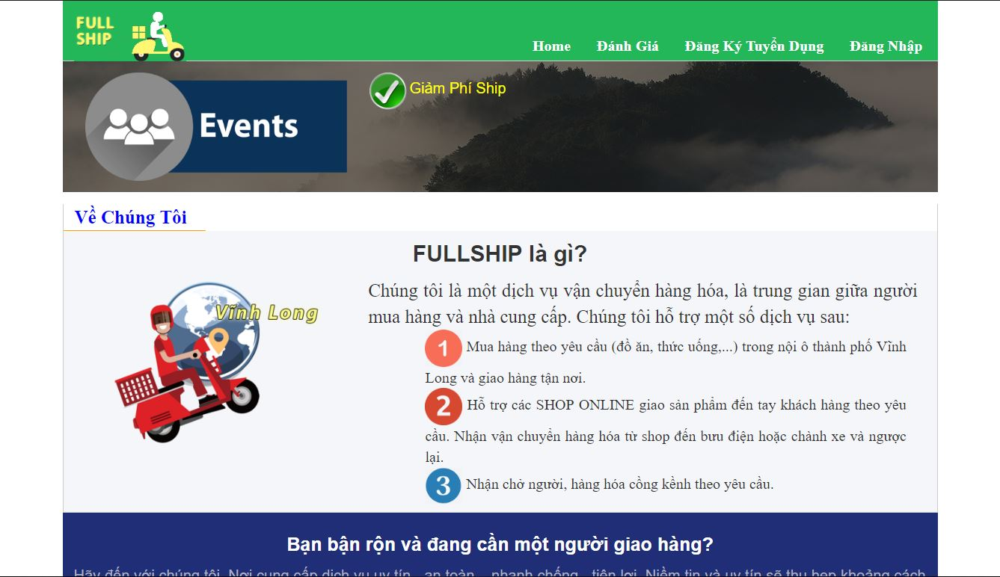 FULL
SHIP
Home Đánh Giá Đăng Ký Tuyển Dụng Đăng Nhập
Events
Giảm Phí Ship
Về Chúng Tôi
FULLSHIP là gì?
Vĩnh Long
Chúng tôi là một dịch vụ vận chuyển hàng hóa, là trung gian giữa người
mua hàng và nhà cung cấp. Chúng tôi hỗ trợ một số dịch vụ sau:
1 Mua hàng theo yêu cầu (đồ ăn, thức uống,...) trong nội ô thành phố Vĩnh
Long và giao hàng tận nơi.
2 Hỗ trợ các SHOP ONLINE giao sản phẩm đến tay khách hàng theo yêu
cầu. Nhận vận chuyển hàng hóa từ shop đến bưu điện hoặc chành xe và ngược
lại.
3 Nhận chở người, hàng hóa cồng kềnh theo yêu cầu.
Bạn bận rộn và đang cần một người giao hàng?
Hãy đến với chúng tôi. Nơi cung cấp dịch vụ uy tín - an toàn - nhanh chống - tiện lợi. Niềm tin và uy tín sẽ thu hẹp khoảng cách